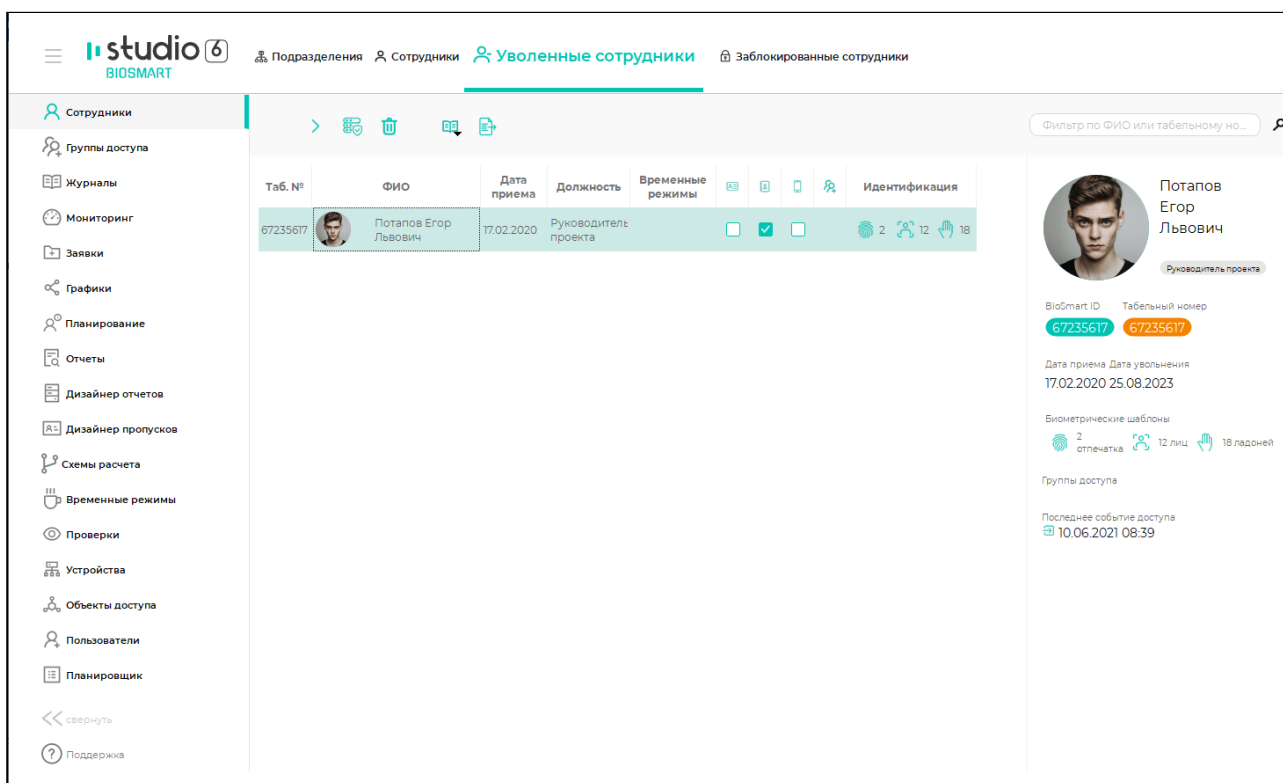 studio 6
BIOSMART
Подразделения Сотрудники Уволенные сотрудники Заблокированные сотрудники
Сотрудники
Группы доступа
Журналы
Мониторинг
Заявки
Графики
Планирование
Отчеты
Дизайнер отчетов
Дизайнер пропусков
Схемы расчета
Временные режимы
Проверки
Устройства
Объекты доступа
Пользователи
Планировщик
свернуть
Поддержка
Фильтр по ФИО или табельному но...
Таб. № ФИО Дата Должность Временные Идентификация
приема режимы
67235617 Потапов Егор 17.02.2020 Руководитель 2 12 18
Львович проекта
Потапов
Егор
Львович
Руководитель проекта
BioSmart ID Табельный номер
67235617 67235617
Дата приема Дата увольнения
17.02.2020 25.08.2023
Биометрические шаблоны
2
отпечатка 12 лиц 18 ладоней
Группы доступа
Последнее событие доступа
10.06.2021 08:39